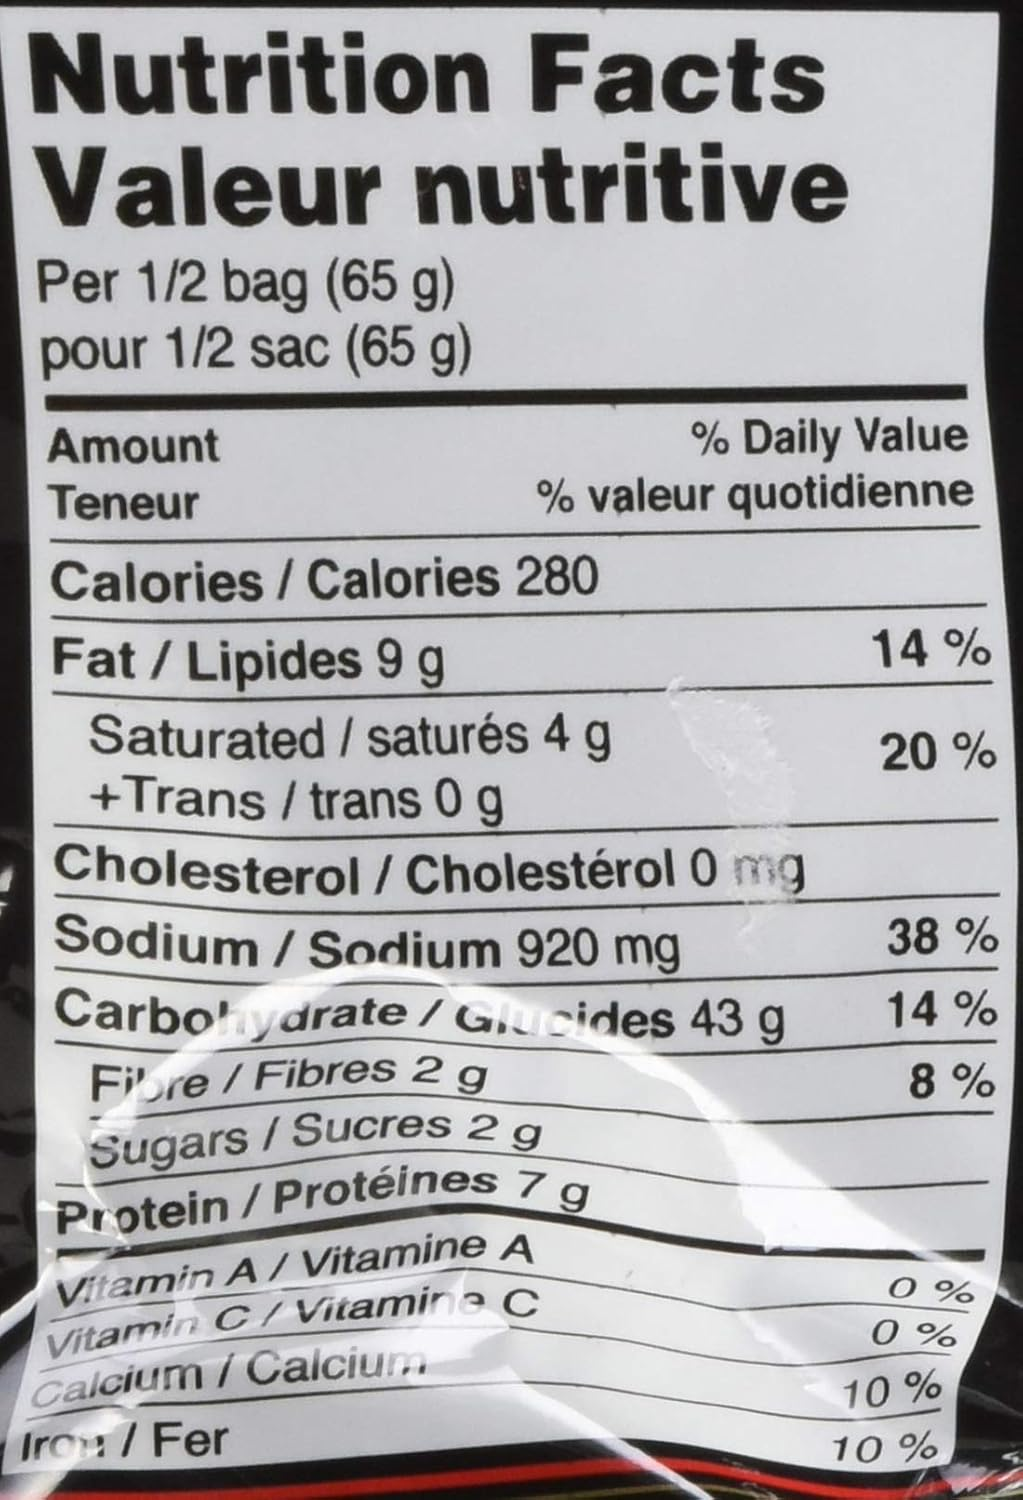 Nutrition Facts
Valeur nutritive
Per 1/2 bag (65 g)
pour 1/2 sac (65 g)
Amount % Daily Value
Teneur % valeur quotidienne
Calories / Calories 280
Fat / Lipides 9 g 14 %
Saturated / saturés 4 g 20 %
+Trans / trans 0 g
Cholesterol / Cholestérol 0 mg
Sodium / Sodium 920 mg 38 %
Carbohydrate / Glucides 43 g 14 %
Fibre / Fibres 2 g 8 %
Sugars / Sucres 2 g
Protein / Protéines 7 g
Vitamin A / Vitamine A 0 %
Vitamin C / Vitamine C 0 %
Calcium / Calcium 10 %
Iron / Fer 10 %